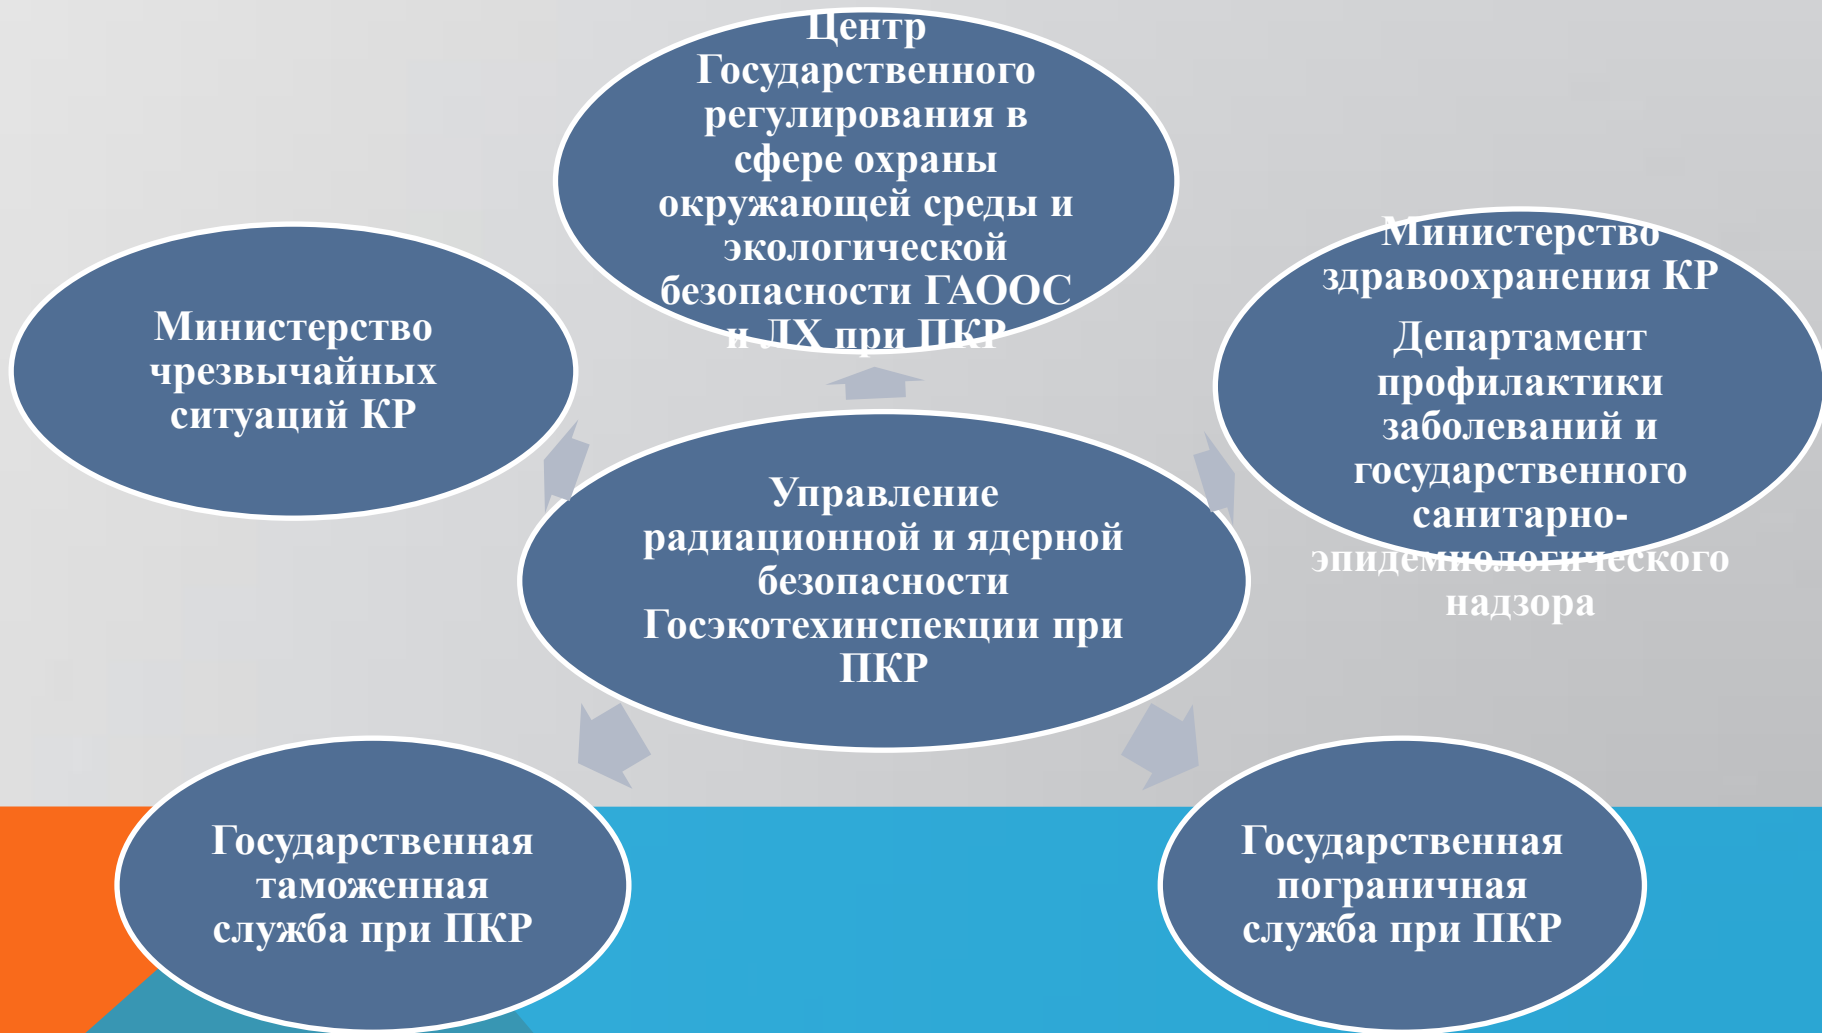 Центр
Государственного
регулирования в
сфере охраны
окружающей среды и
экологической
безопасности ГАООС
и ЛХ при ПКР
Министерство
чрезвычайных
ситуаций КР
Министерство
здравоохранения КР
Департамент
профилактики
заболеваний и
государственного
санитарно-
эпидемиологического
надзора
Управление
радиационной и ядерной
безопасности
Госэкотехинспекции при
ПКР
Государственная
таможенная
служба при ПКР
Государственная
пограничная
служба при ПКР